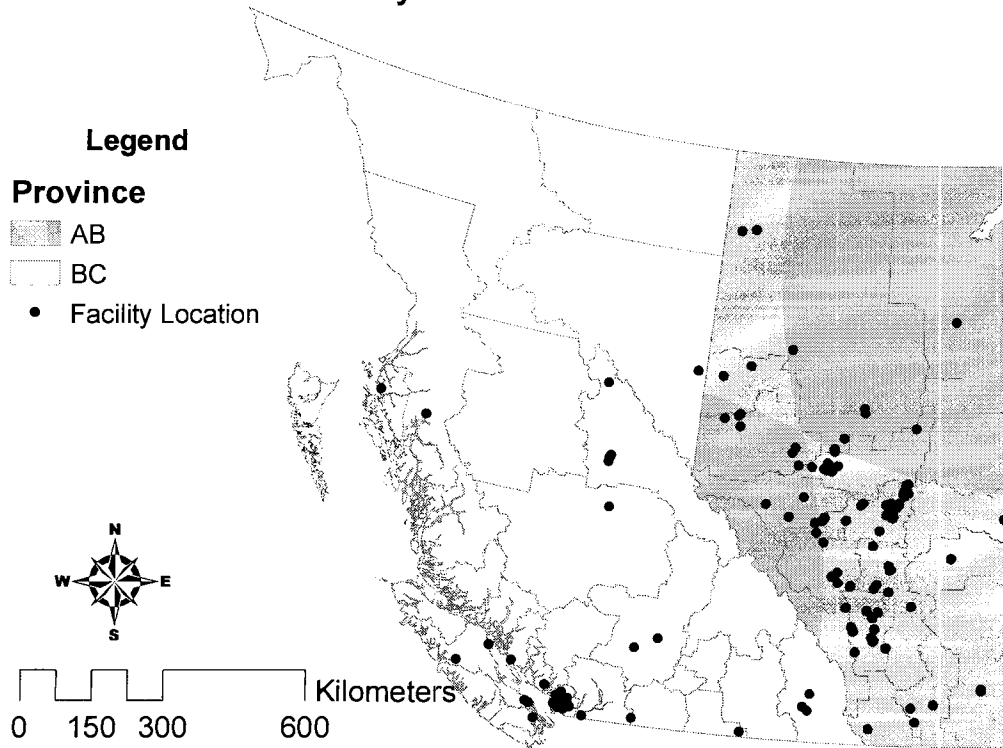 Legend
Province
AB
BC
Facility Location
N
W E
S
Kilometers
0 150 300 600